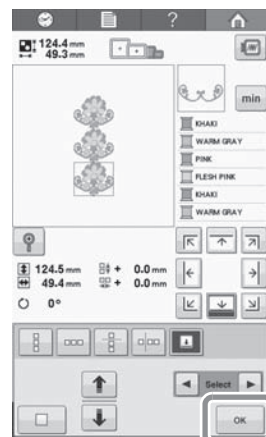 ?
124.4 mm
49.3 mm
min
KHAKI
WARM GRAY
PINK
FLESH PINK
KHAKI
WARM GRAY
124.5 mm + 0.0 mm
49.4 mm + 0.0 mm
0°
Select
OK